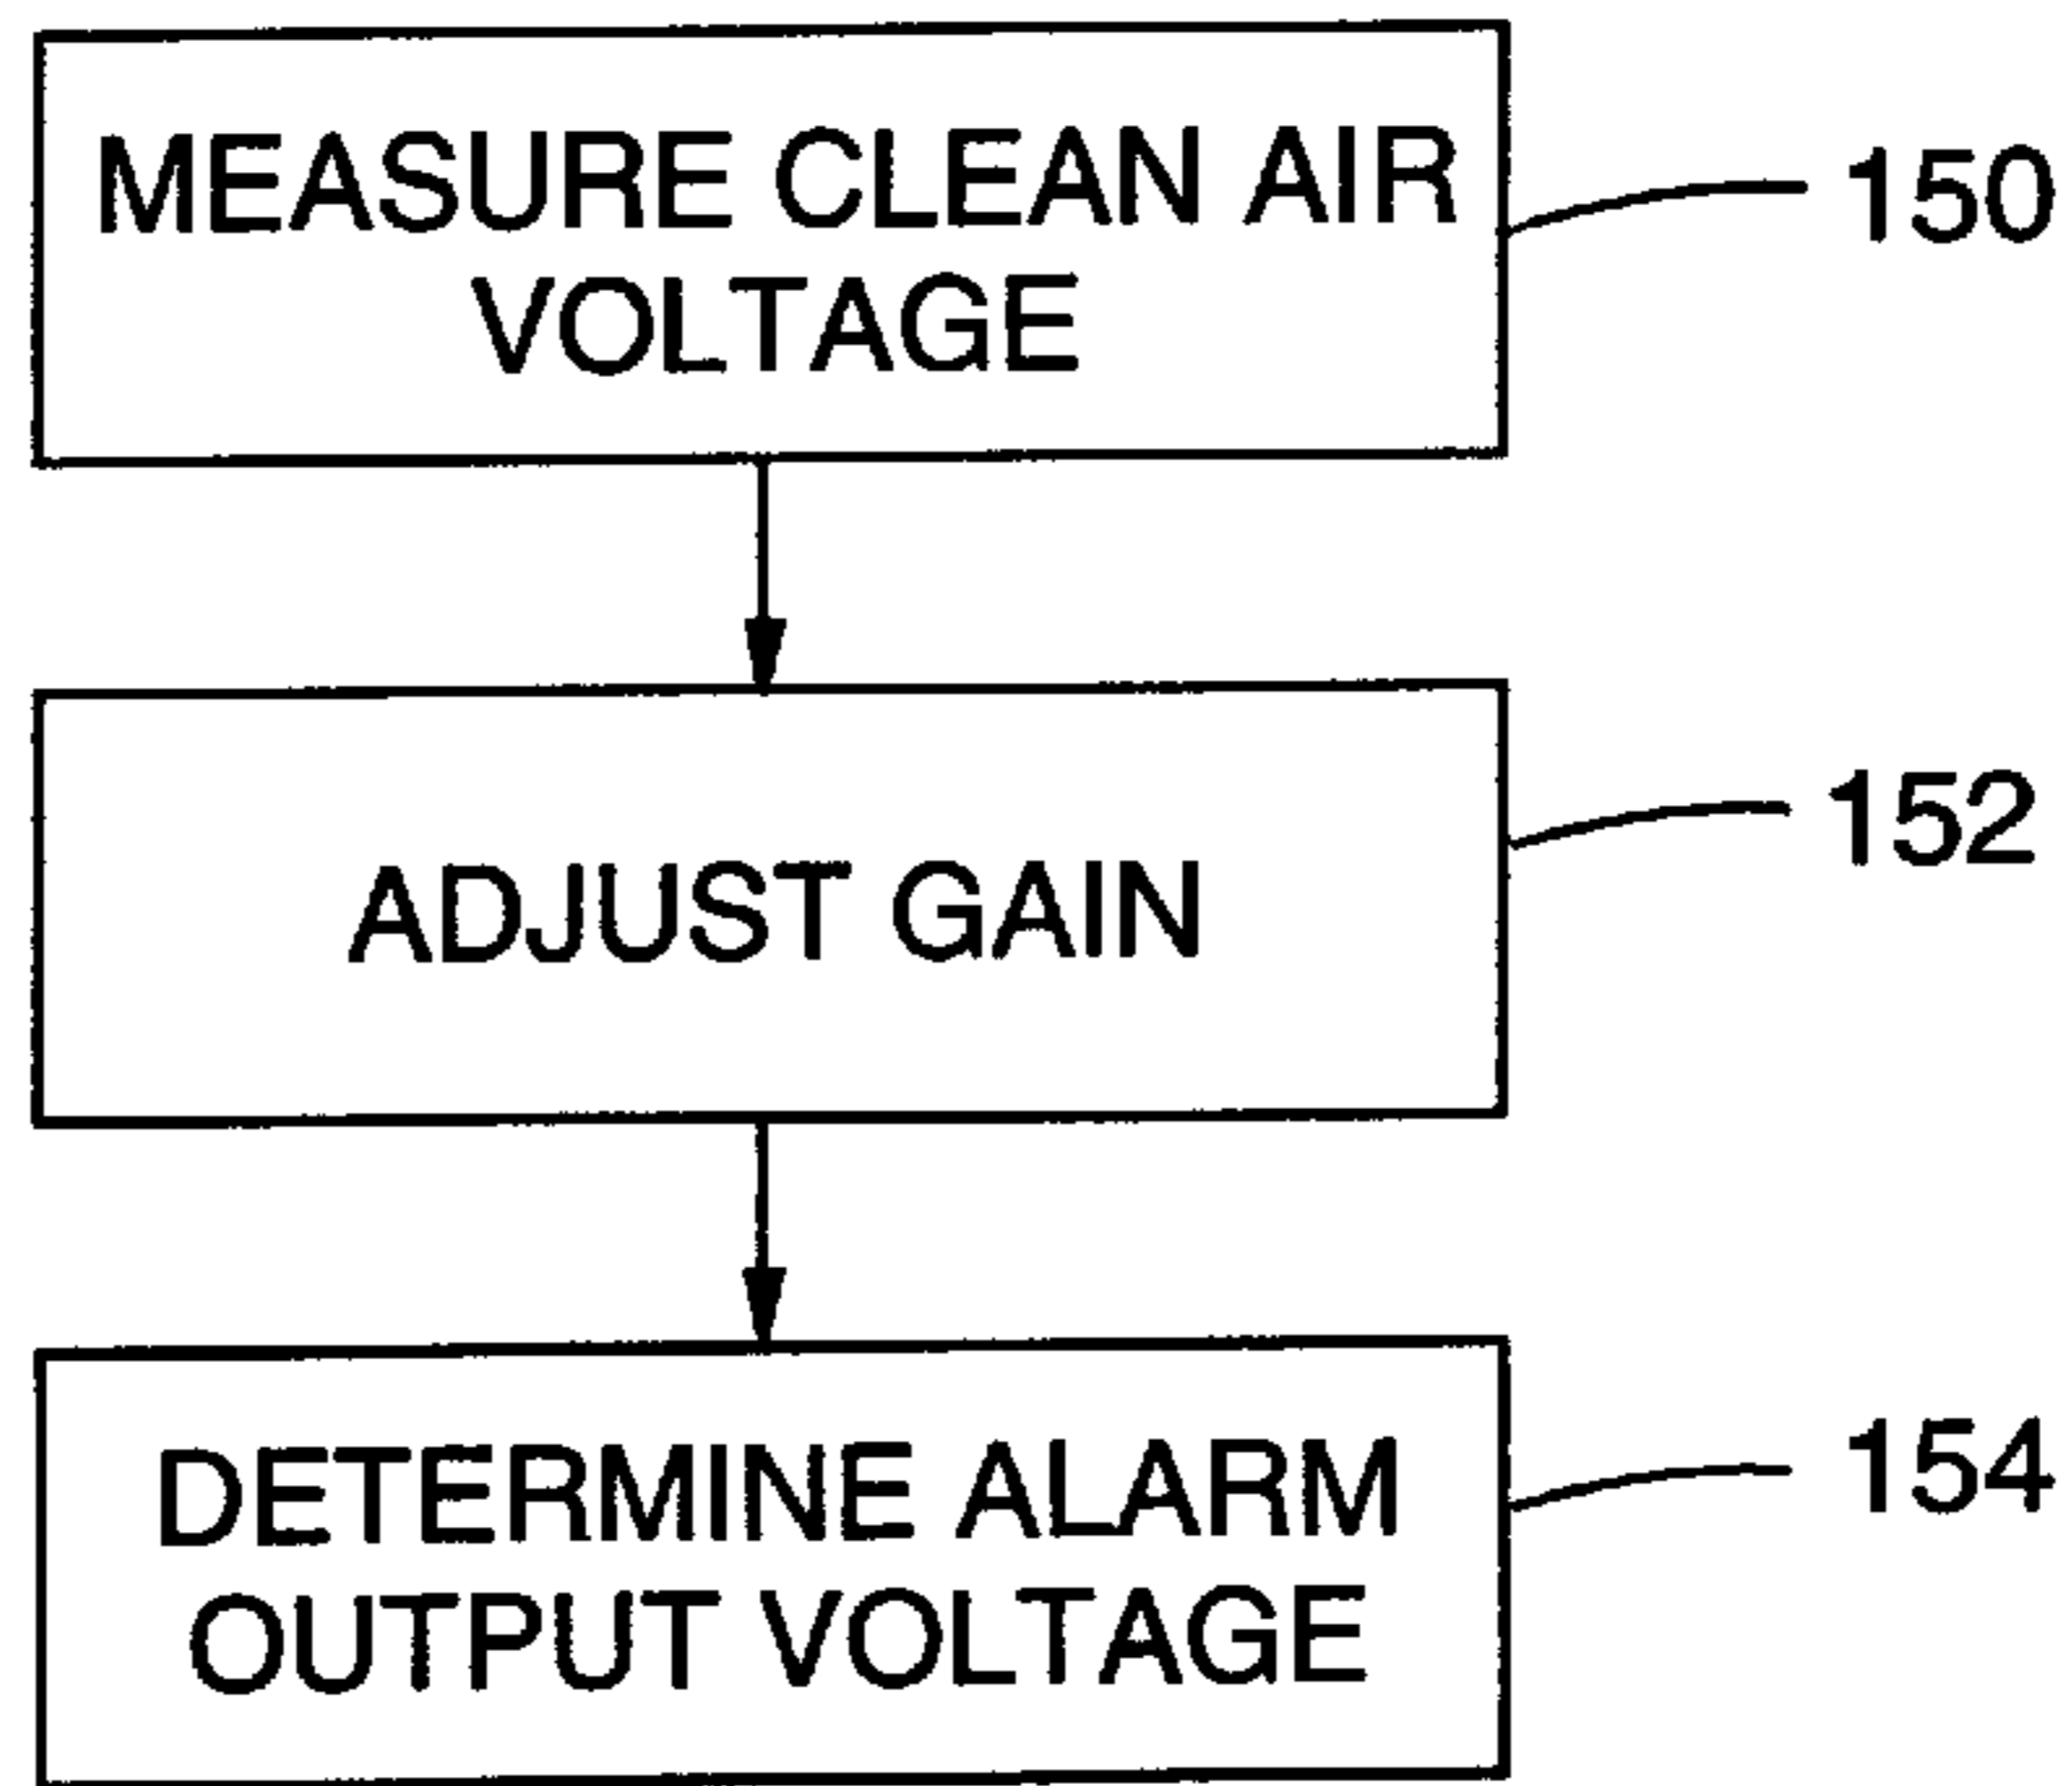 MEASURE CLEAN AIR
VOLTAGE
150
ADJUST GAIN
152
DETERMINE ALARM
OUTPUT VOLTAGE
154